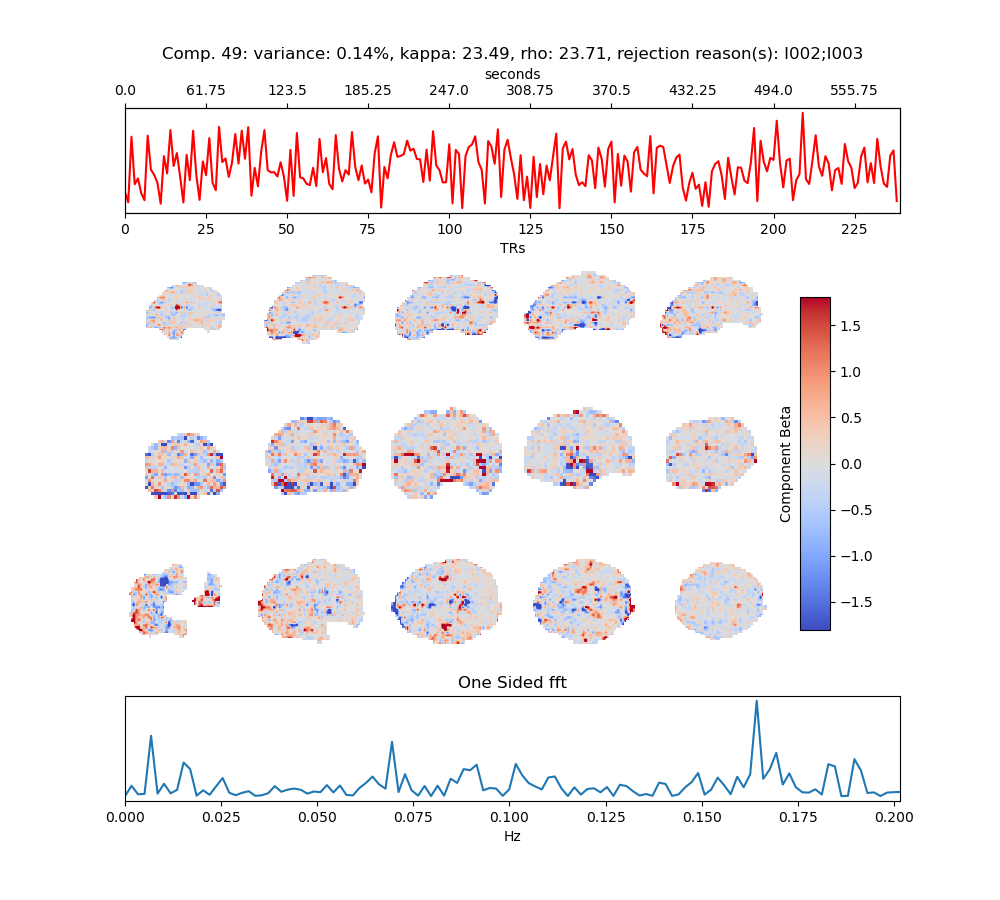 Comp. 49: variance: 0.14%, kappa: 23.49, rho: 23.71, rejection reason(s): I002;I003
seconds
0.0 61.75 123.5 185.25 247.0 308.75 370.5 432.25 494.0 555.75
0 25 50 75 100 125 150 175 200 225
TRs
1.5
1.0
0.5
0.0
−0.5
−1.0
−1.5
Component Beta
One Sided fft
0.000 0.025 0.050 0.075 0.100 0.125 0.150 0.175 0.200
Hz